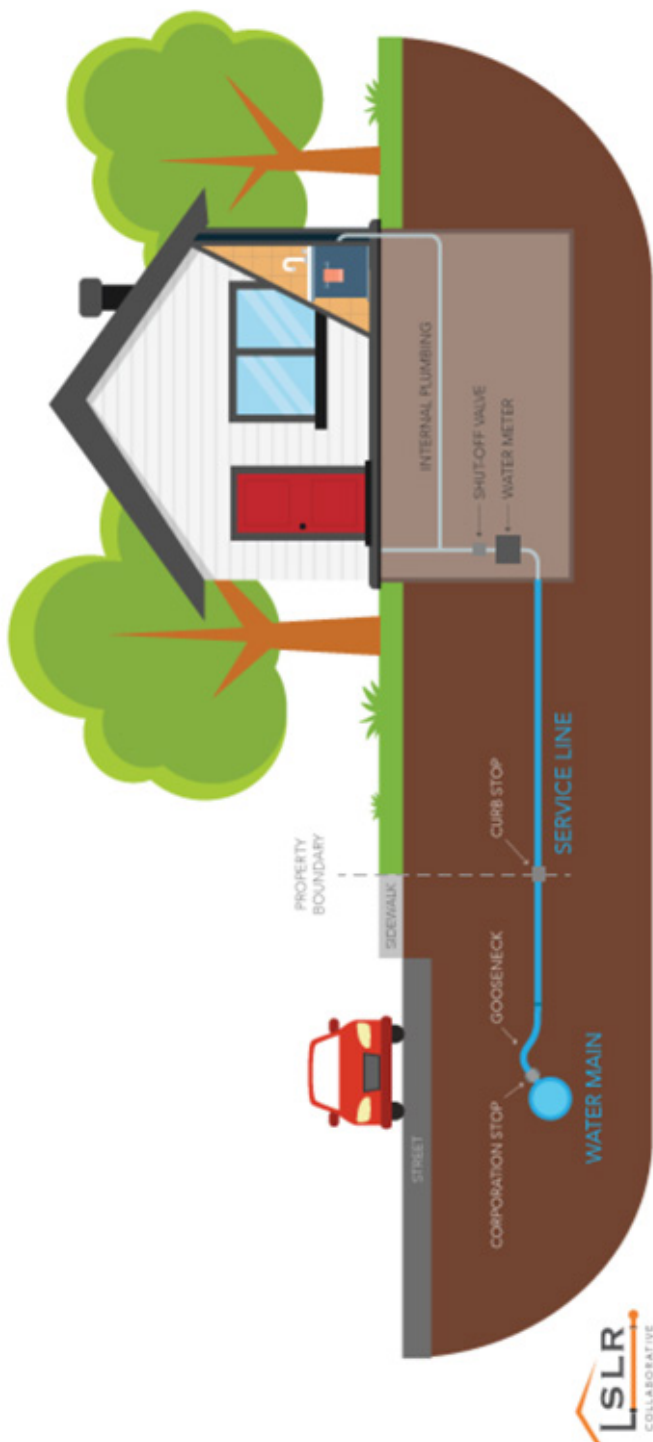 PROPERTY
BOUNDARY
STREET
SIDEWALK
INTERNAL PLUMBING
CORPORATION STOP
GOOSENECK
CURB STOP
SHUT-OFF VALVE
WATER METER
WATER MAIN
SERVICE LINE
LSLR
COLLABORATIVE